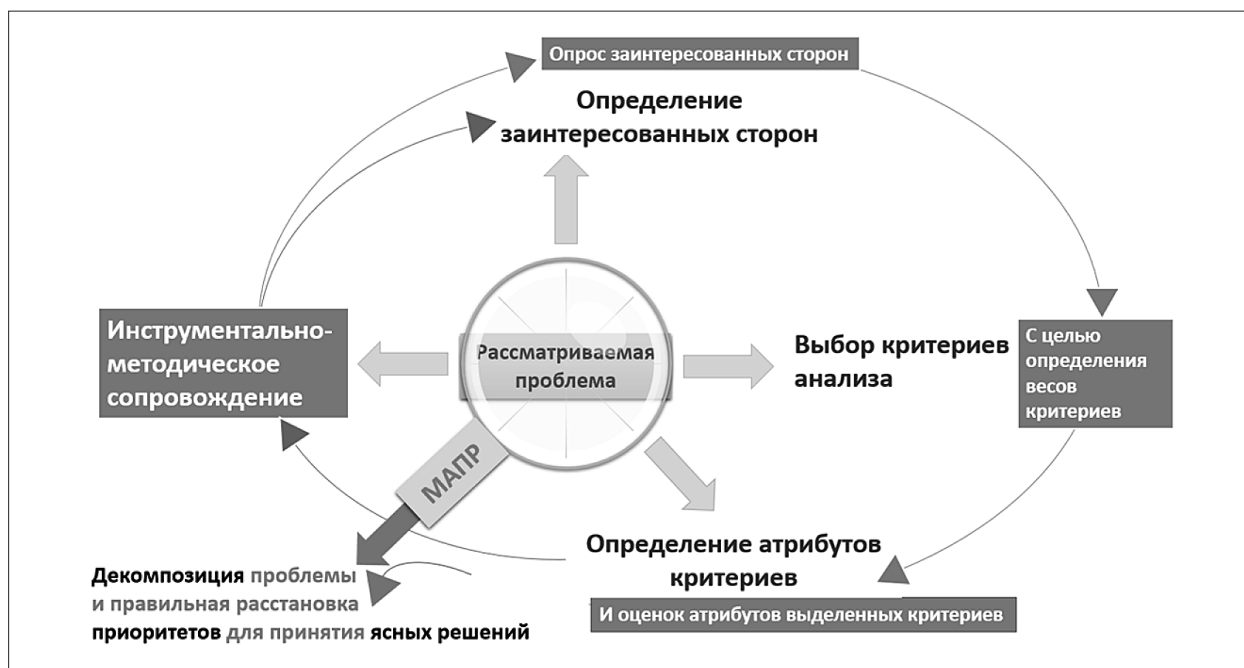 Опрос заинтересованных сторон
Определение
заинтересованных сторон
Инструментально-
методическое
сопровождение
Рассматриваемая
проблема
Выбор критериев
анализа
С целью
определения
весов
критериев
МАПР
Определение атрибутов
критериев
И оценок атрибутов выделенных критериев
Декомпозиция проблемы
и правильная расстановка
приоритетов для принятия ясных решений